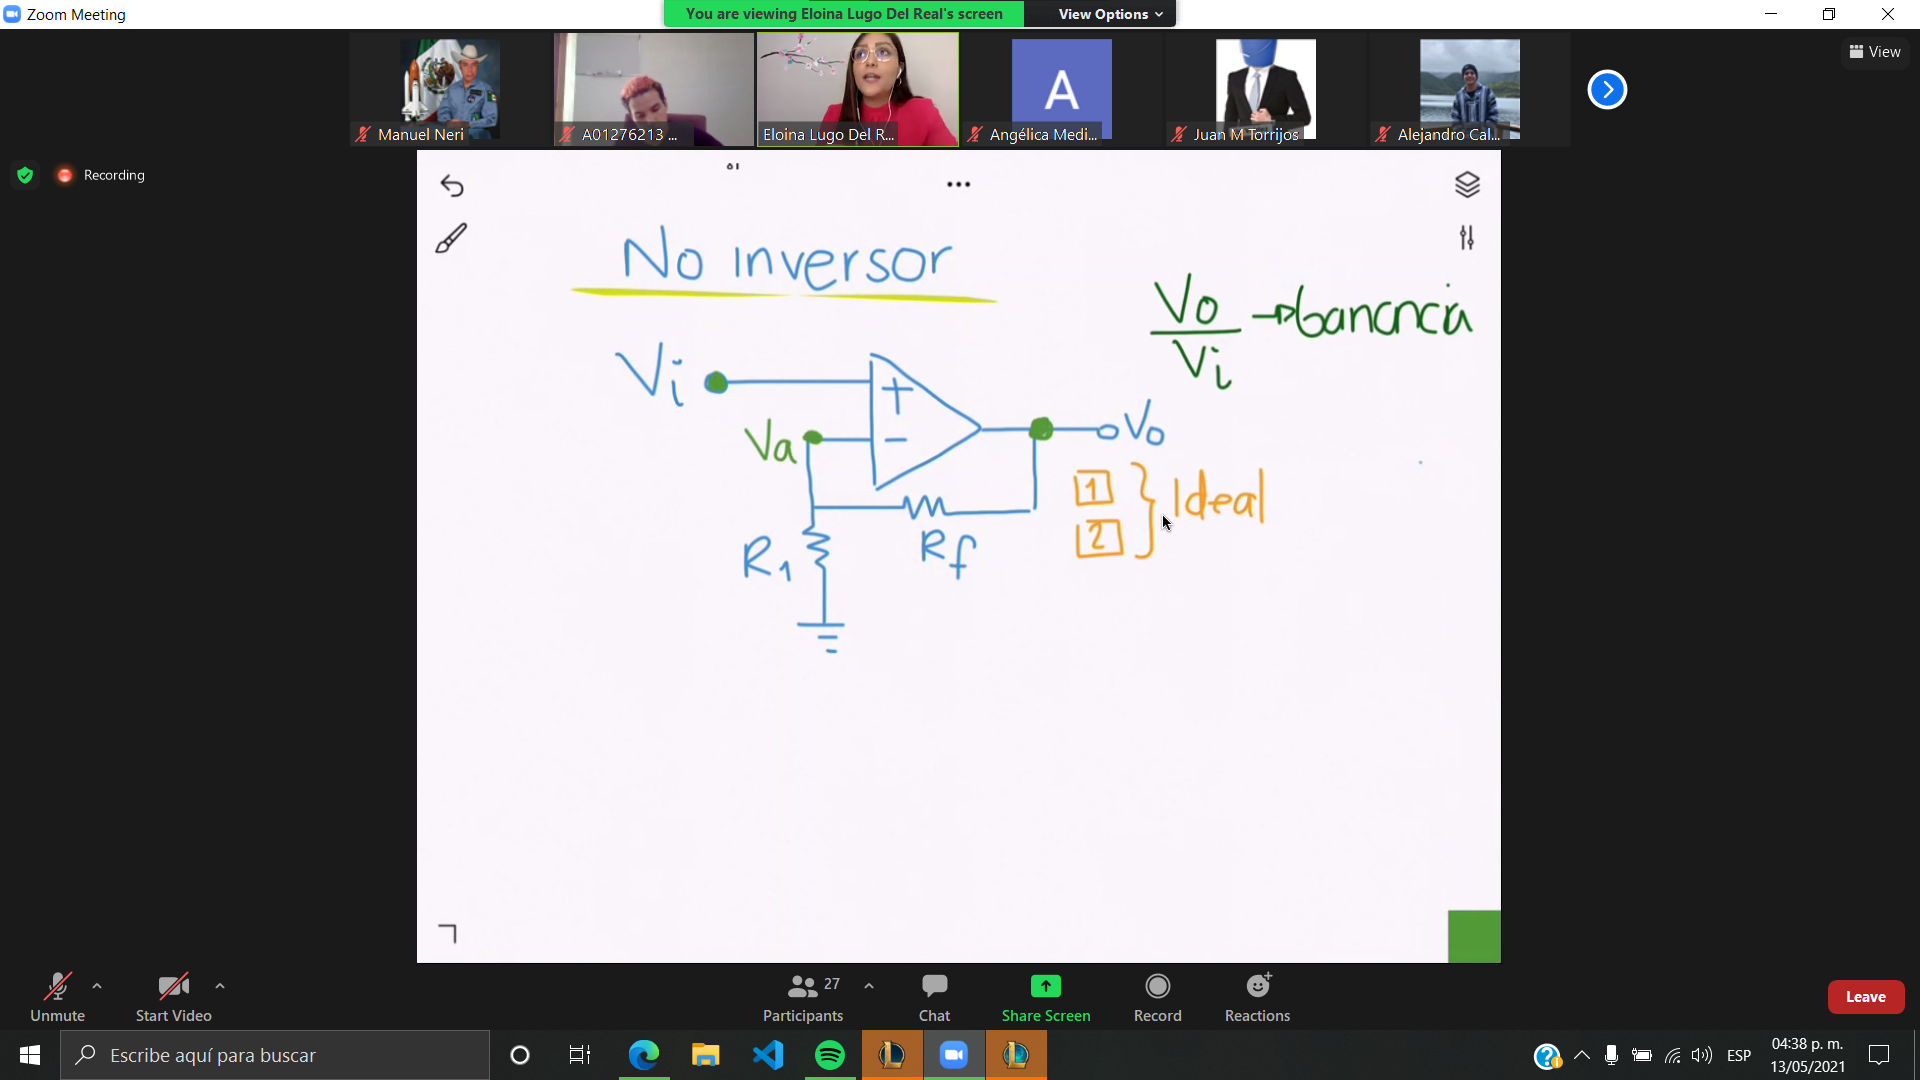 Zoom Meeting
You are viewing Eloina Lugo Del Real's screen
View Options
View
Manuel Neri
A01276213 ...
Eloina Lugo Del R...
A
Angélica Medi...
Juan M Torrijos
Alejandro Cal...
Recording
No inversor
Vo
Vi
Ganancia
Vi
+
Va
-
Vo
1
2
Ideal
R1
Rf
Unmute
Start Video
27
Participants
Chat
Share Screen
Record
Reactions
Leave
Escribe aquí para buscar
ESP
04:38 p. m.
13/05/2021